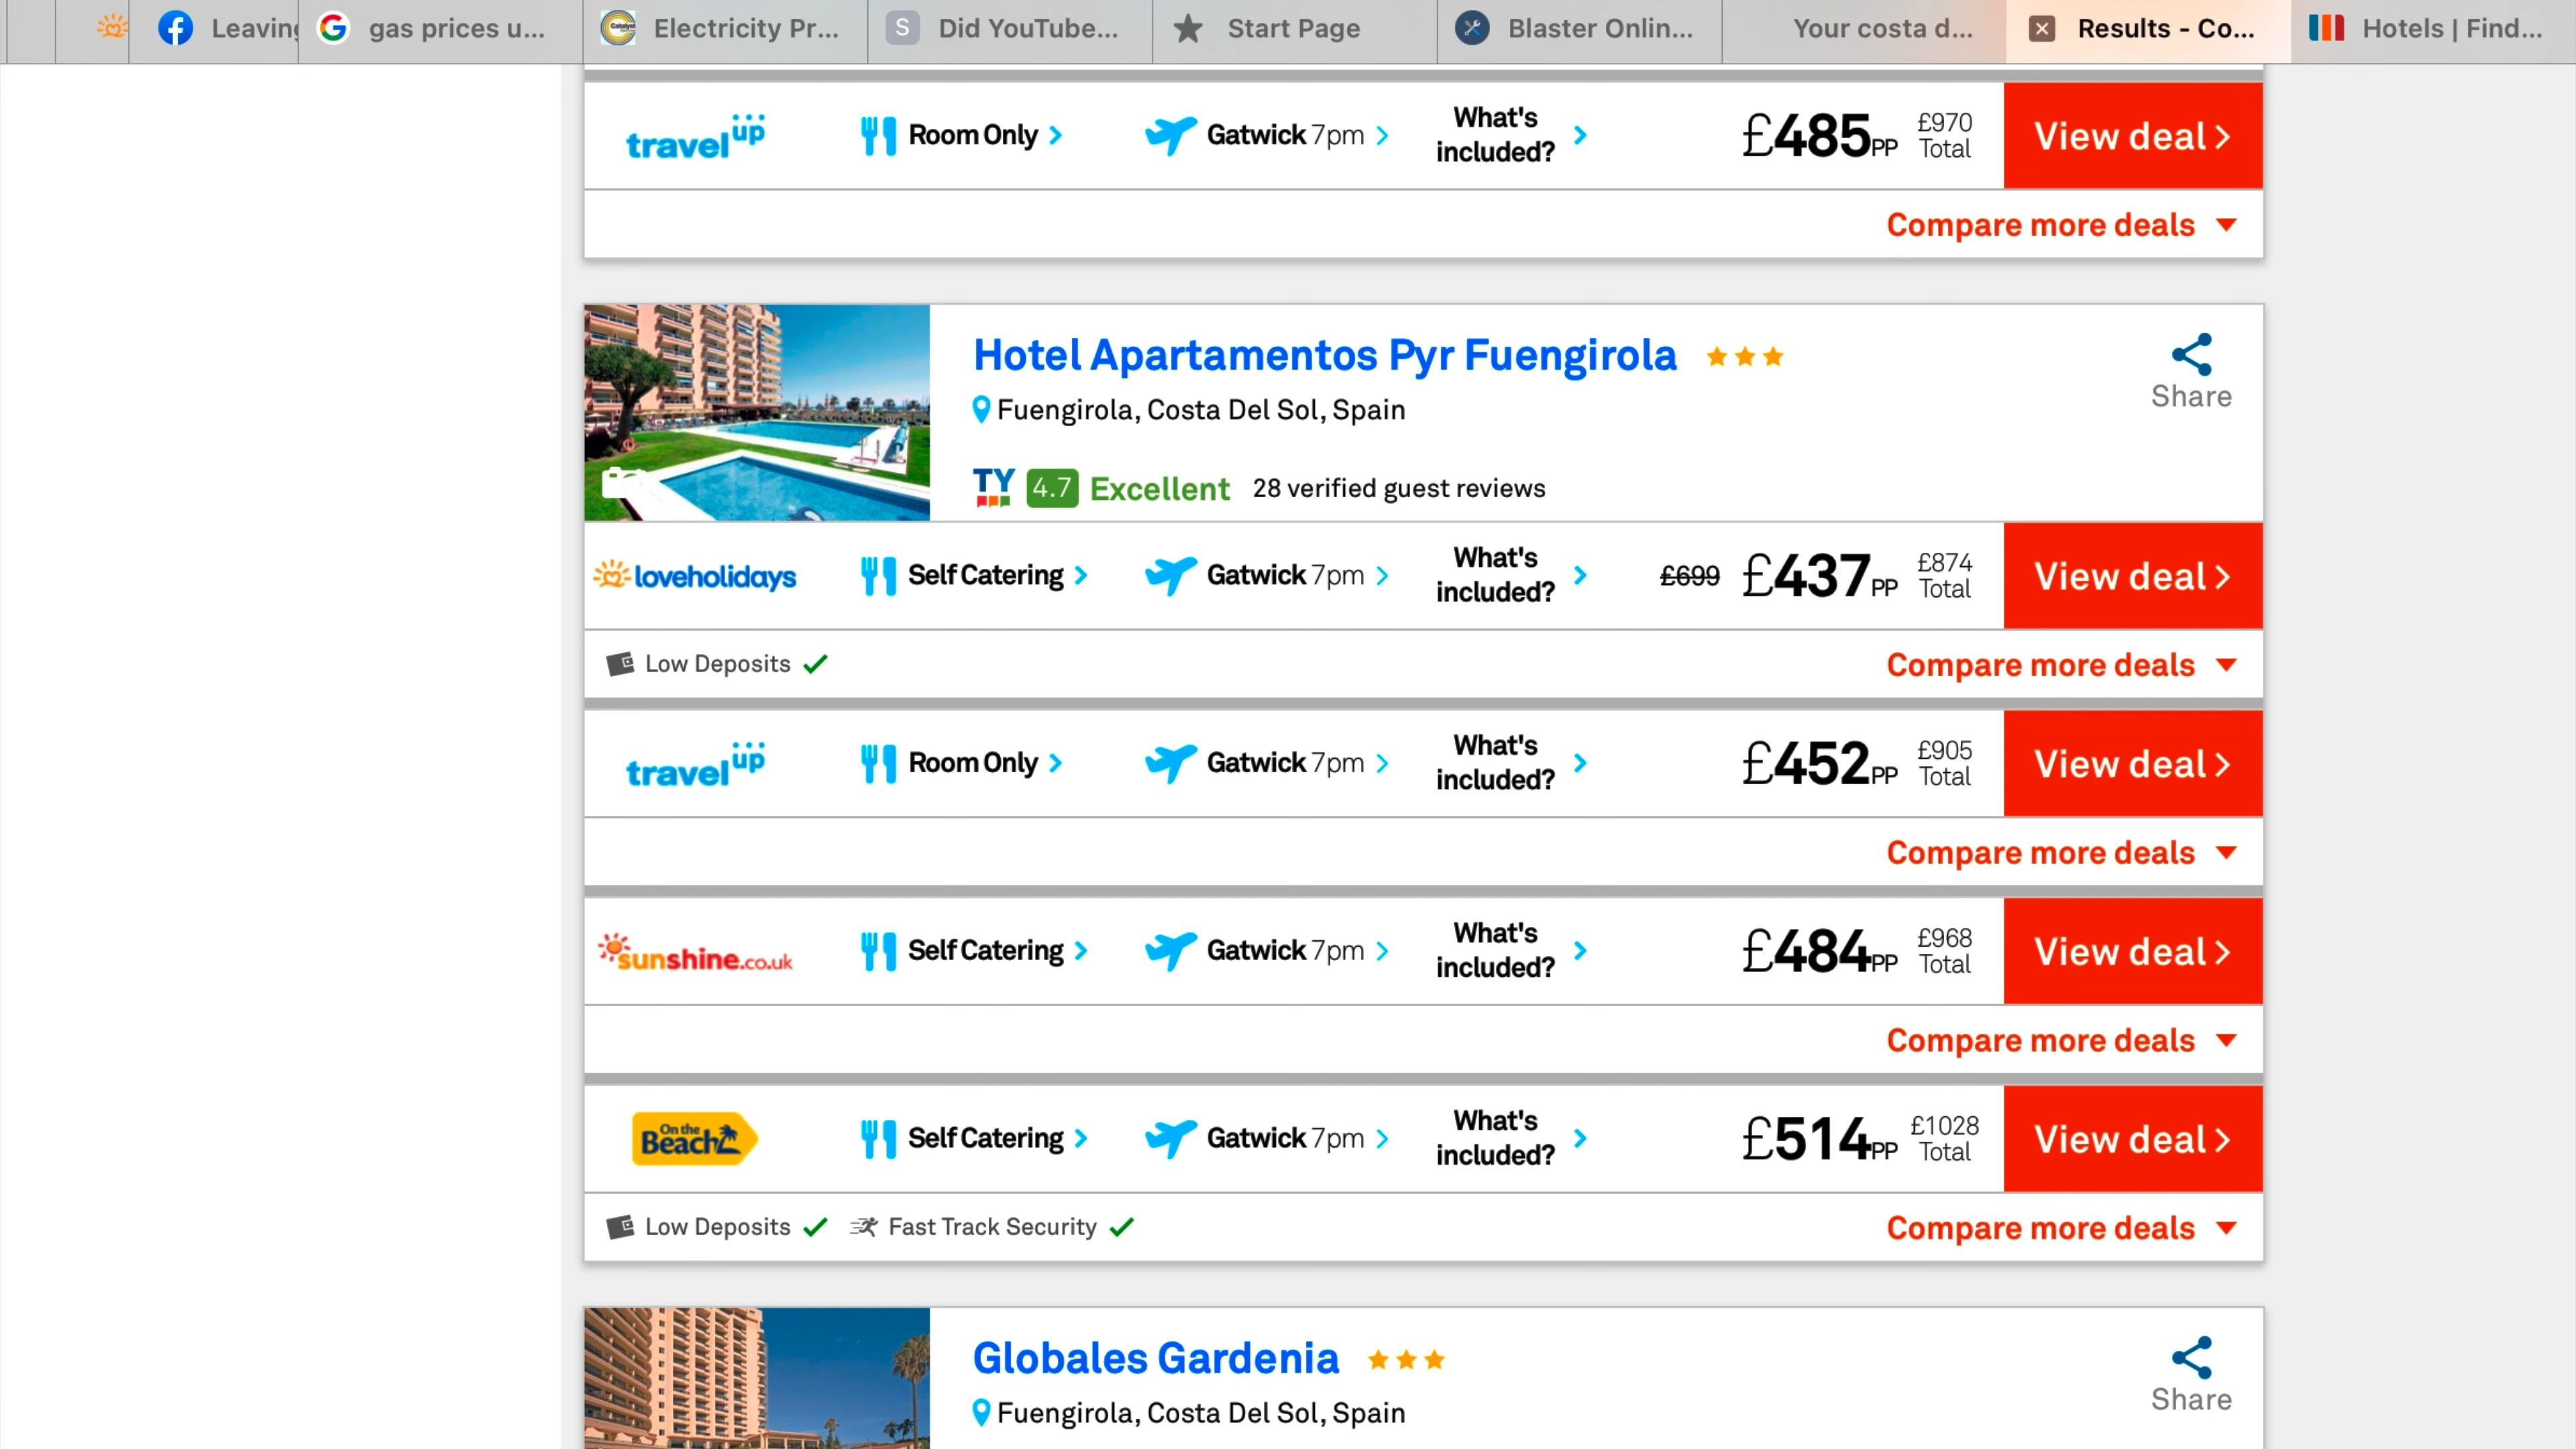 Leaving
gas prices u...
Electricity Pr...
S
Did YouTube...
Start Page
Blaster Onlin...
Your costa d...
Results - Co...
Hotels | Find...
travelup
Room Only
Gatwick 7pm
What's
included?
£485PP
£970
Total
View deal
Compare more deals
Hotel Apartamentos Pyr Fuengirola
Fuengirola, Costa Del Sol, Spain
Share
TY 4.7 Excellent 28 verified guest reviews
loveholidays
Self Catering
Gatwick 7pm
What's
included?
£699 £437PP
£874
Total
View deal
Low Deposits
Compare more deals
travelup
Room Only
Gatwick 7pm
What's
included?
£452PP
£905
Total
View deal
Compare more deals
sunshine.co.uk
Self Catering
Gatwick 7pm
What's
included?
£484PP
£968
Total
View deal
Compare more deals
On the
Beach
Self Catering
Gatwick 7pm
What's
included?
£514PP
£1028
Total
View deal
Low Deposits
Fast Track Security
Compare more deals
Globales Gardenia
Fuengirola, Costa Del Sol, Spain
Share